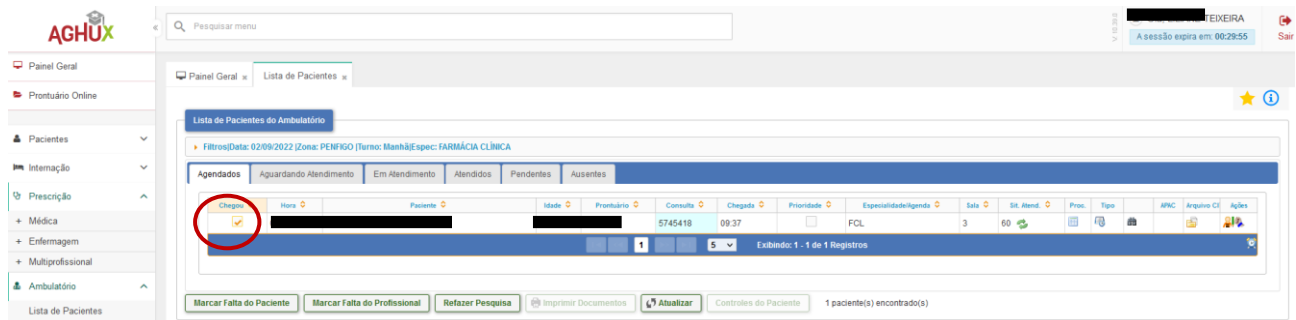 AGHUX
«
Pesquisar menu
V. 10.39.0
TEIXEIRA
A sessão expira em: 00:29:55
Sair
Painel Geral
Prontuário Online
Pacientes
Internação
Prescrição
+ Médica
+ Enfermagem
+ Multiprofissional
Ambulatório
Lista de Pacientes
Painel Geral x Lista de Pacientes x
Lista de Pacientes do Ambulatório
Filtros|Data: 02/09/2022 |Zona: PENFIGO |Turno: Manhã|Espec: FARMÁCIA CLÍNICA
Agendados Aguardando Atendimento Em Atendimento Atendidos Pendentes Ausentes
Chegou Hora Paciente Idade Prontuário Consulta Chegada Prioridade Especialidade/Agenda Sala Sit. Atend. Proc. Tipo APAC Arquivo Cl Ações
5745418 09:37 FCL 3 60
1 5 Exibindo: 1 - 1 de 1 Registros
Marcar Falta do Paciente Marcar Falta do Profissional Refazer Pesquisa Imprimir Documentos Atualizar Controles do Paciente 1 paciente(s) encontrado(s)